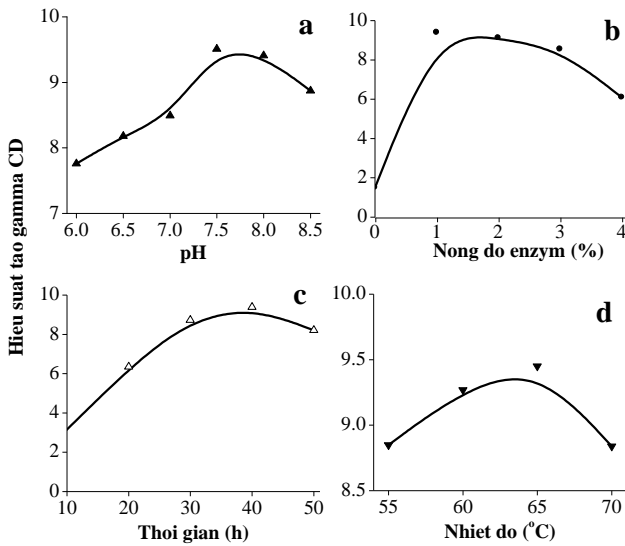 Hieu suat tao gamma CD
a
10
9
8
7
6.0 6.5 7.0 7.5 8.0 8.5
pH
b
10
8
6
4
2
0
0 1 2 3 4
Nong do enzym (%)
c
10
8
6
4
2
0
10 20 30 40 50
Thoi gian (h)
d
10.0
9.5
9.0
8.5
55 60 65 70
Nhiet do (°C)